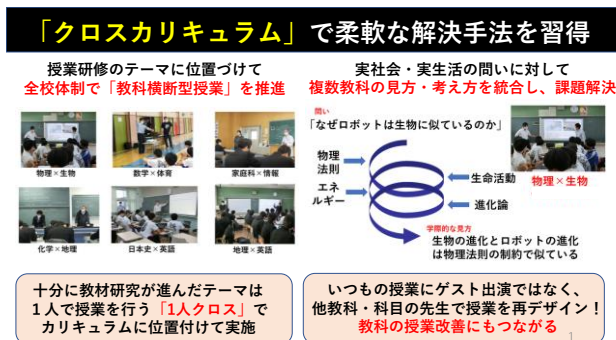 「クロスカリキュラム」で柔軟な解決手法を習得
授業研修のテーマに位置づけて
全校体制で「教科横断型授業」を推進
物理×生物
数学×体育
家庭科×情報
化学×地理
日本史×英語
地理×英語
十分に教材研究が進んだテーマは
1人で授業を行う「1人クロス」で
カリキュラムに位置付けて実施
実社会・実生活の問いに対して
複数教科の見方・考え方を統合し、課題解決
問い
「なぜロボットは生物に似ているのか」
物理
法則
エネ
ルギー
生命活動
進化論
物理×生物
学際的な見方
生物の進化とロボットの進化
は物理法則の制約で似ている
いつもの授業にゲスト出演ではなく、
他教科・科目の先生で授業を再デザイン！
教科の授業改善にもつながる
1